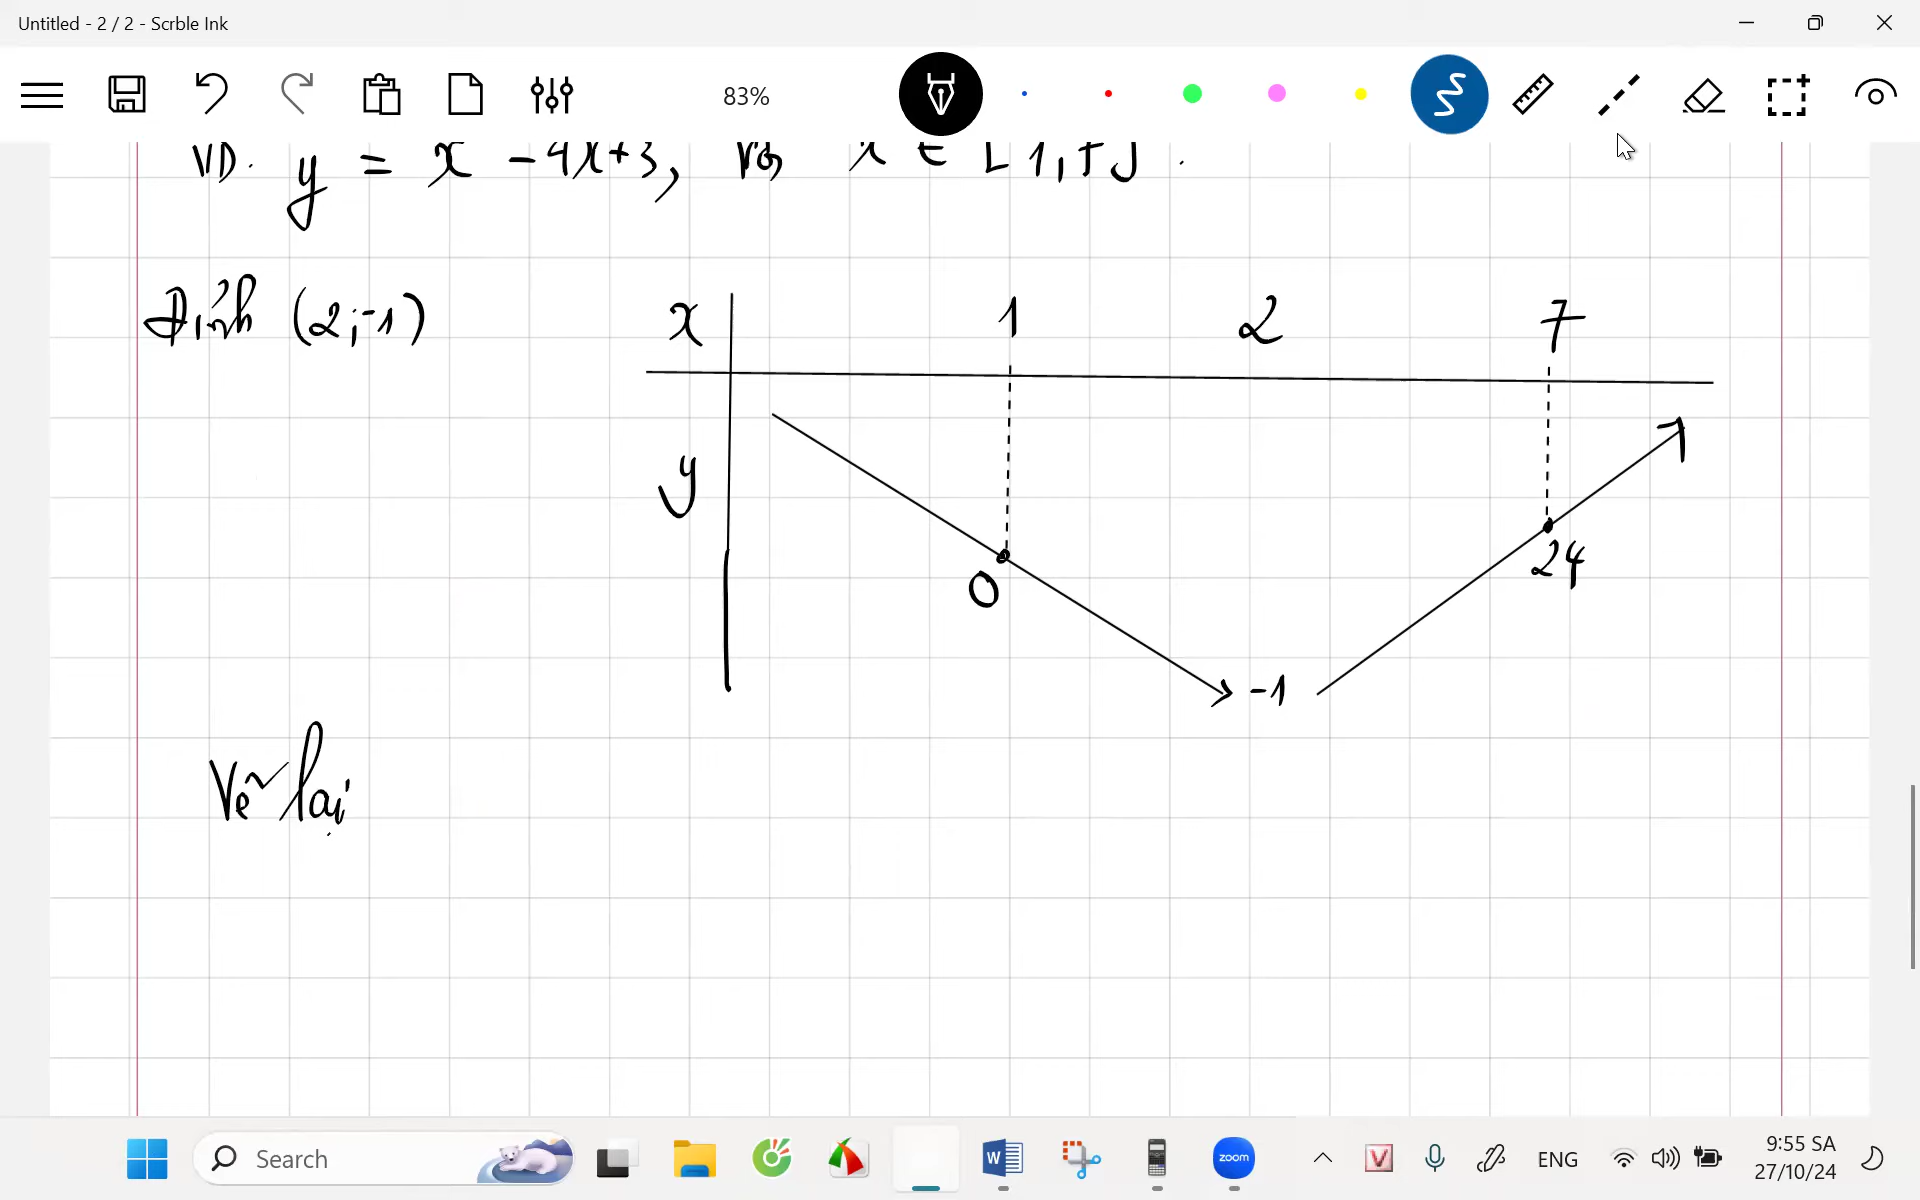 Untitled - 2 / 2 - Scrble Ink
83%
VD. y = x - 4x+3, x ∈ [1,7].
Đỉnh (2;-1)
x 1 2 7
y
0 24
-1
Vẽ lại
Search
W
zoom
V
ENG
9:55 SA
27/10/24